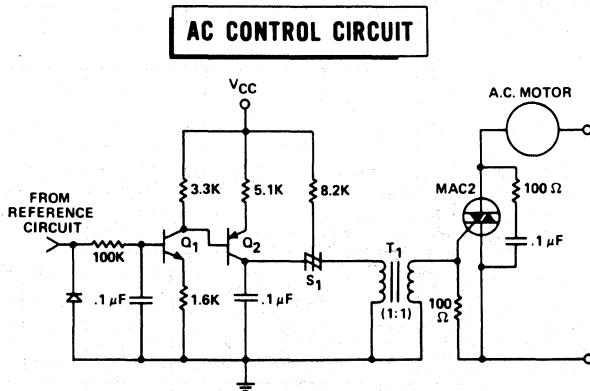 AC CONTROL CIRCUIT
VCC
A.C. MOTOR
3.3K
5.1K
8.2K
MAC2
100 Ω
.1 μF
FROM
REFERENCE
CIRCUIT
100K
Q1
Q2
S1
T1
.1 μF
1.6K
.1 μF
(1:1)
100
Ω